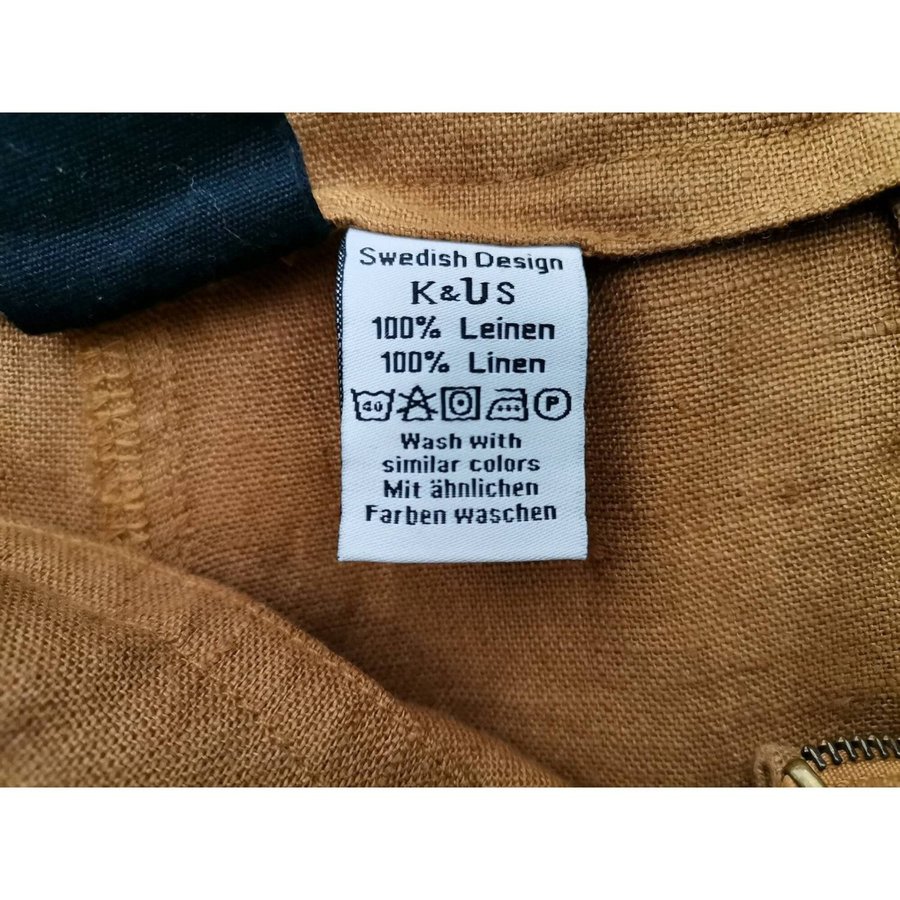 Swedish Design
K&US
100% Leinen
100% Linen
40 P
Wash with
similar colors
Mit ähnlichen
Farben waschen